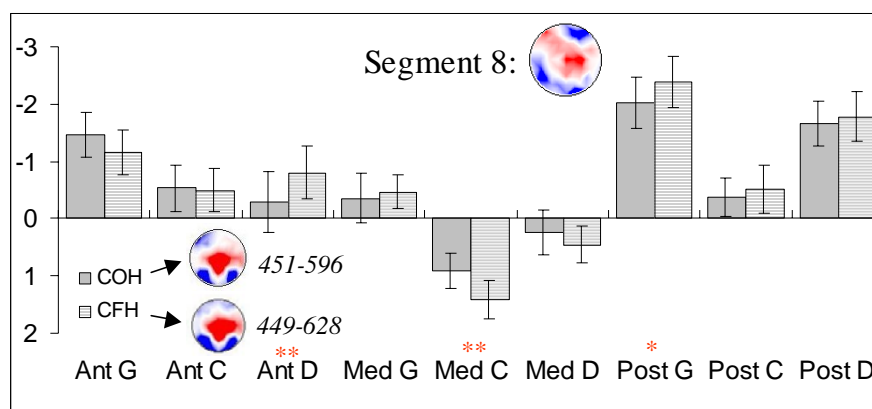 -3
Segment 8:
-2
-1
0
COH
451-596
1
CFH
449-628
2
** ** *
Ant G Ant C Ant D Med G Med C Med D Post G Post C Post D